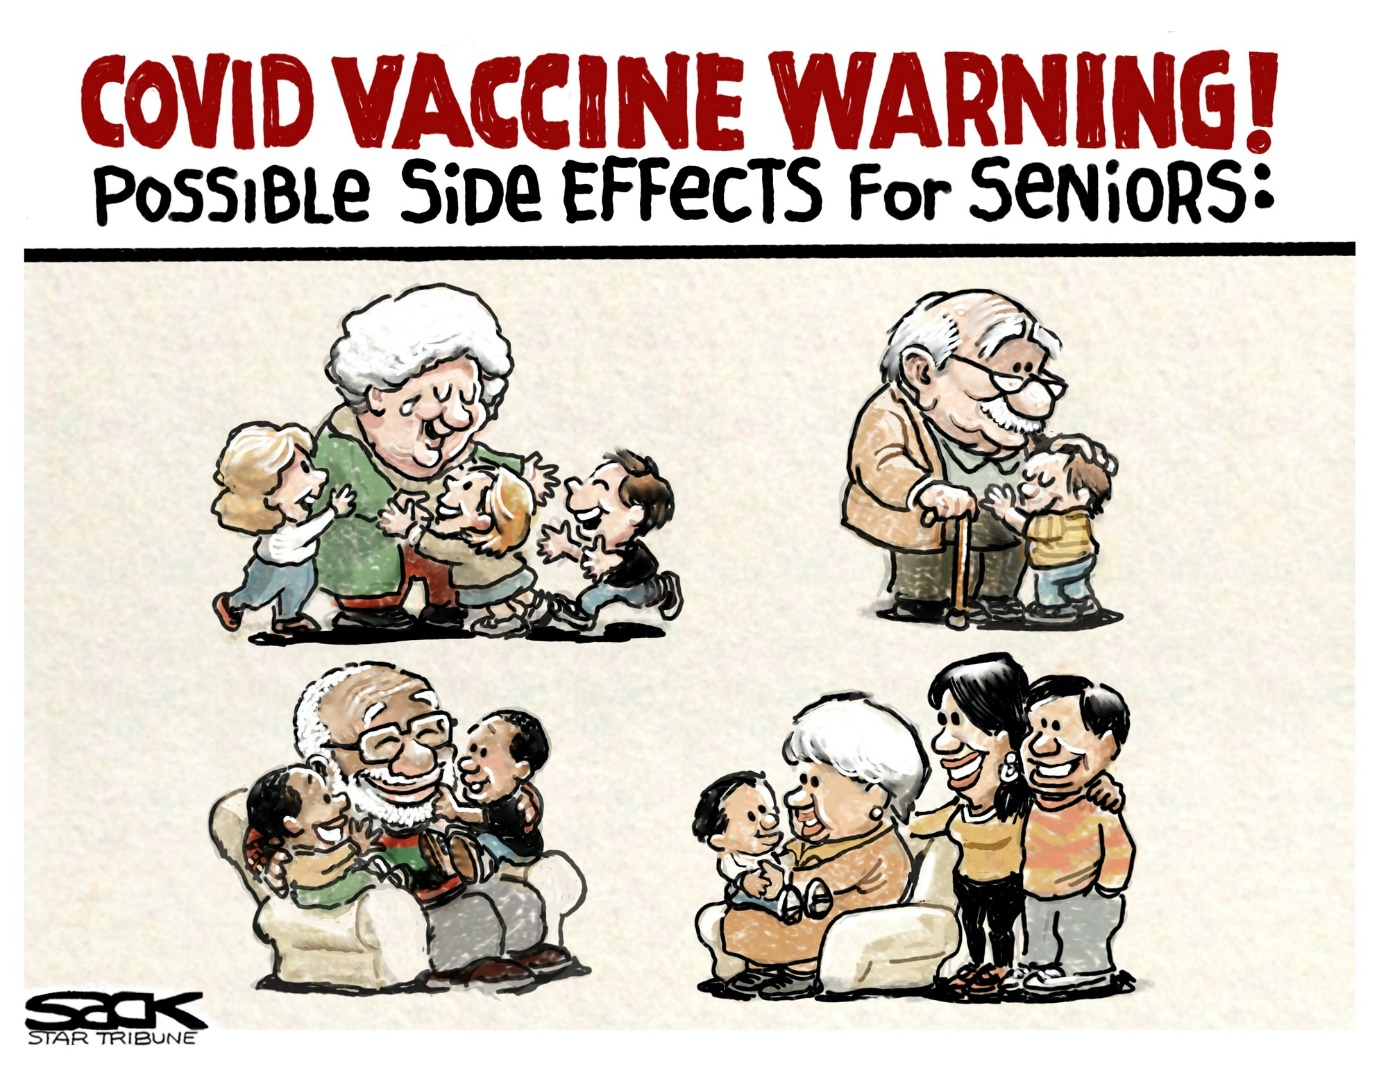 COVID VACCINE WARNING!
POSSIBLE SIDE EFFECTS FOR SENIORS:
SACK
STAR TRIBUNE